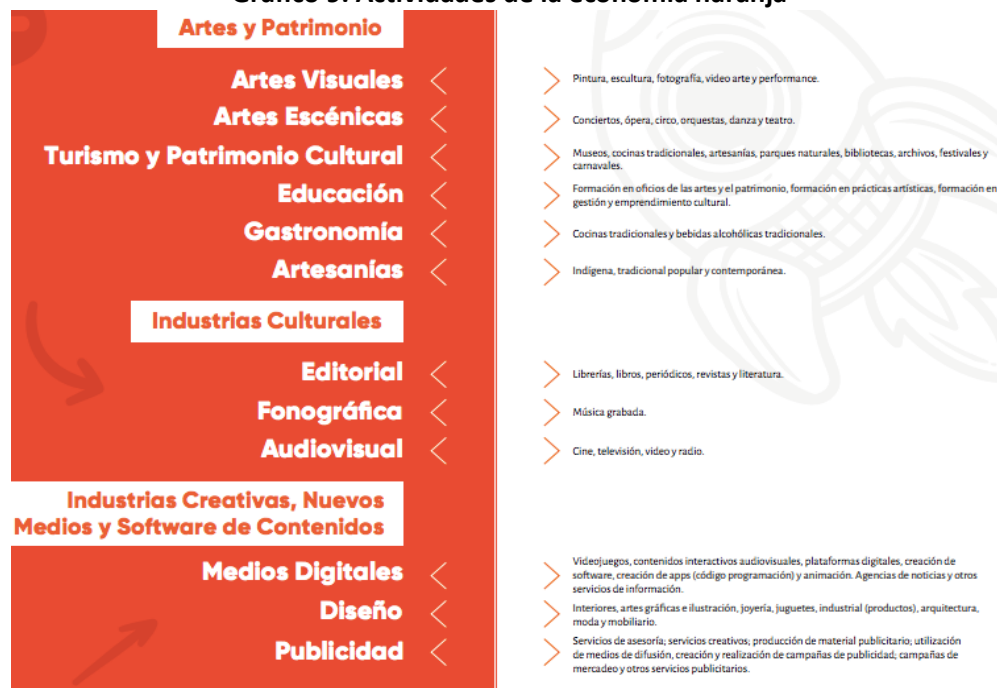 Gráfico 9. Actividades de la economía naranja
Artes y Patrimonio
Artes Visuales
Pintura, escultura, fotografía, video arte y performance.
Artes Escénicas
Conciertos, ópera, circo, orquestas, danza y teatro.
Turismo y Patrimonio Cultural
Museos, cocinas tradicionales, artesanías, parques naturales, bibliotecas, archivos, festivales y
carnavales.
Educación
Formación en oficios de las artes y el patrimonio, formación en prácticas artísticas, formación en
gestión y emprendimiento cultural.
Gastronomía
Cocinas tradicionales y bebidas alcohólicas tradicionales.
Artesanías
Indígena, tradicional popular y contemporánea.
Industrias Culturales
Editorial
Librerías, libros, periódicos, revistas y literatura.
Fonográfica
Música grabada.
Audiovisual
Cine, televisión, video y radio.
Industrias Creativas, Nuevos
Medios y Software de Contenidos
Medios Digitales
Videojuegos, contenidos interactivos audiovisuales, plataformas digitales, creación de
software, creación de apps (código programación) y animación. Agencias de noticias y otros
servicios de información.
Diseño
Interiores, artes gráficas e ilustración, joyería, juguetes, industrial (productos), arquitectura,
moda y mobiliario.
Publicidad
Servicios de asesoría; servicios creativos; producción de material publicitario; utilización
de medios de difusión, creación y realización de campañas de publicidad; campañas de
mercadeo y otros servicios publicitarios.